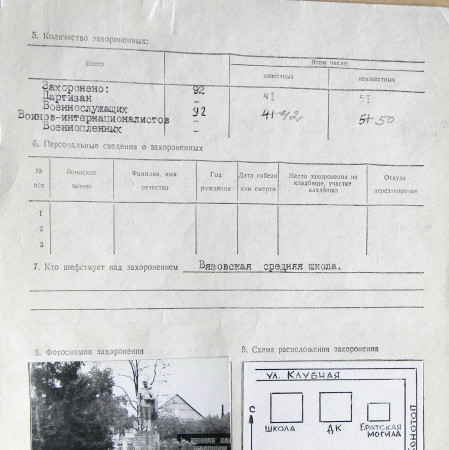 5. Количество захороненных:
Всего
В том числе:
известных
неизвестных
Захоронено: 92 41 51
Партизан –
Военнослужащих 92 41 42 51 50
Воинов-интернационалистов –
Военнопленных –
6. Персональные сведения о захороненных
№ п/п
Воинское звание
Фамилия, имя отчество
Год рождения
Дата гибели или смерти
Место захоронения на кладбище, участке кладбища
Откуда перезахоронен
1
2
3
7. Кто шефствует над захоронением Вязовская средняя школа.
8. Фотоснимок захоронения
9. Схема расположения захоронения
УЛ. КЛУБНАЯ
С
ШКОЛА
ДК
БРАТСКАЯ
МОГИЛА